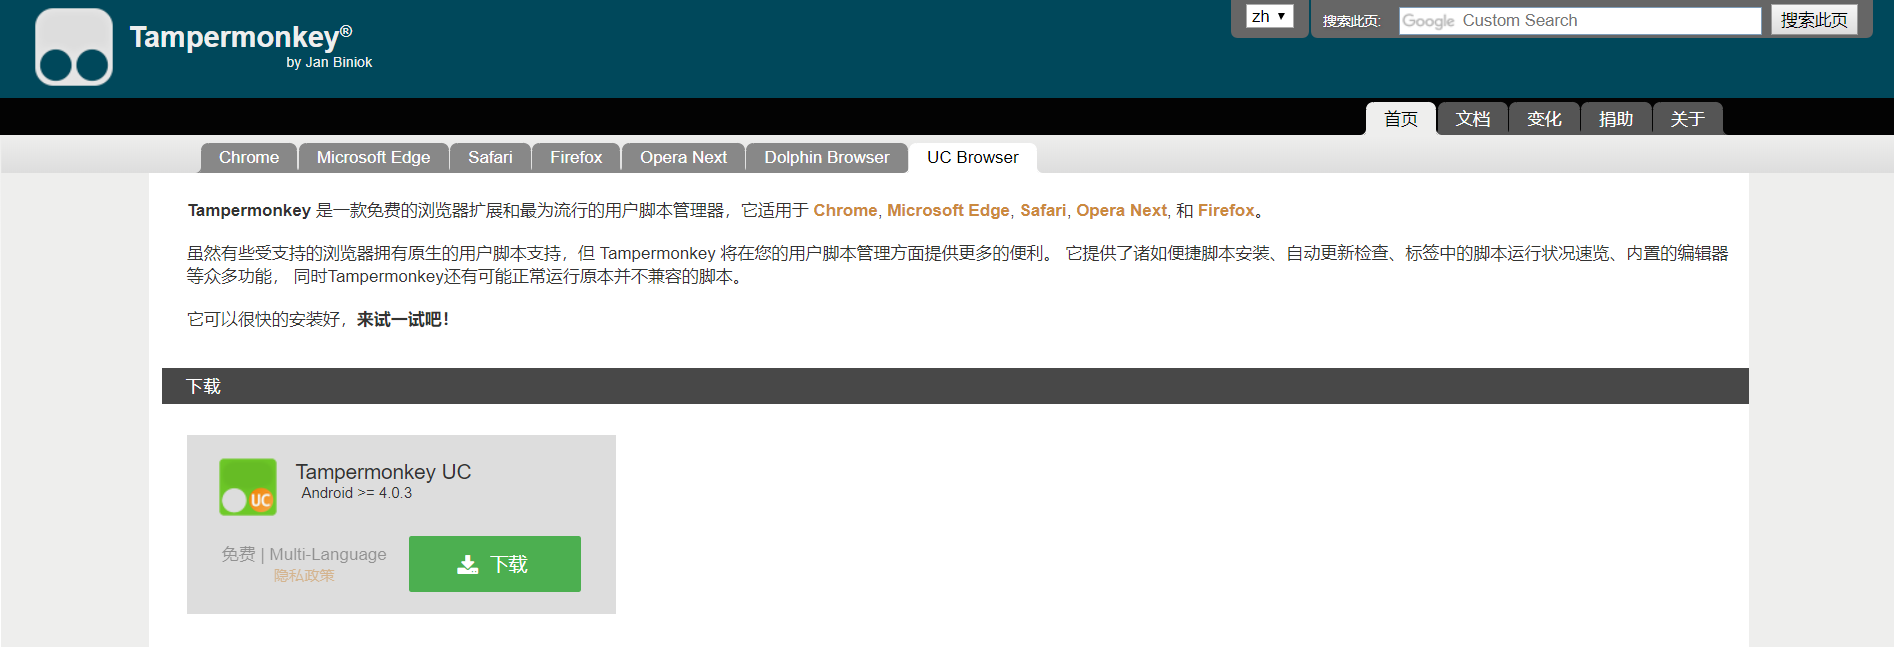 Tampermonkey®
by Jan Biniok
zh ▼
搜索此页:
Google Custom Search
搜索此页
首页
文档
变化
捐助
关于
Chrome
Microsoft Edge
Safari
Firefox
Opera Next
Dolphin Browser
UC Browser
Tampermonkey 是一款免费的浏览器扩展和最为流行的用户脚本管理器，它适用于 Chrome, Microsoft Edge, Safari, Opera Next, 和 Firefox。
虽然有些受支持的浏览器拥有原生的用户脚本支持，但 Tampermonkey 将在您的用户脚本管理方面提供更多的便利。 它提供了诸如便捷脚本安装、自动更新检查、标签中的脚本运行状况速览、内置的编辑器
等众多功能， 同时Tampermonkey还有可能正常运行原本并不兼容的脚本。
它可以很快的安装好，来试一试吧！
下载
Tampermonkey UC
Android >= 4.0.3
UC
免费 | Multi-Language
隐私政策
下载